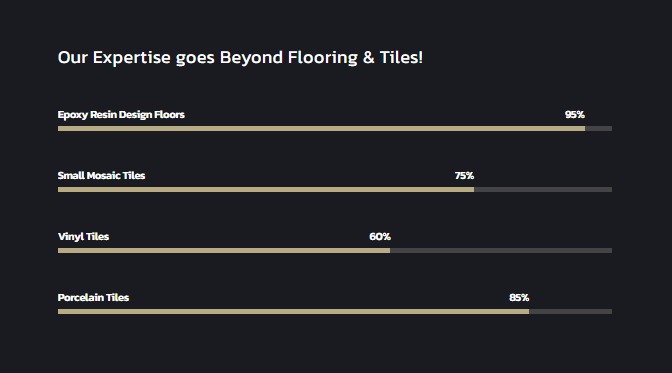 Our Expertise goes Beyond Flooring & Tiles!
Epoxy Resin Design Floors 95%
Small Mosaic Tiles 75%
Vinyl Tiles 60%
Porcelain Tiles 85%